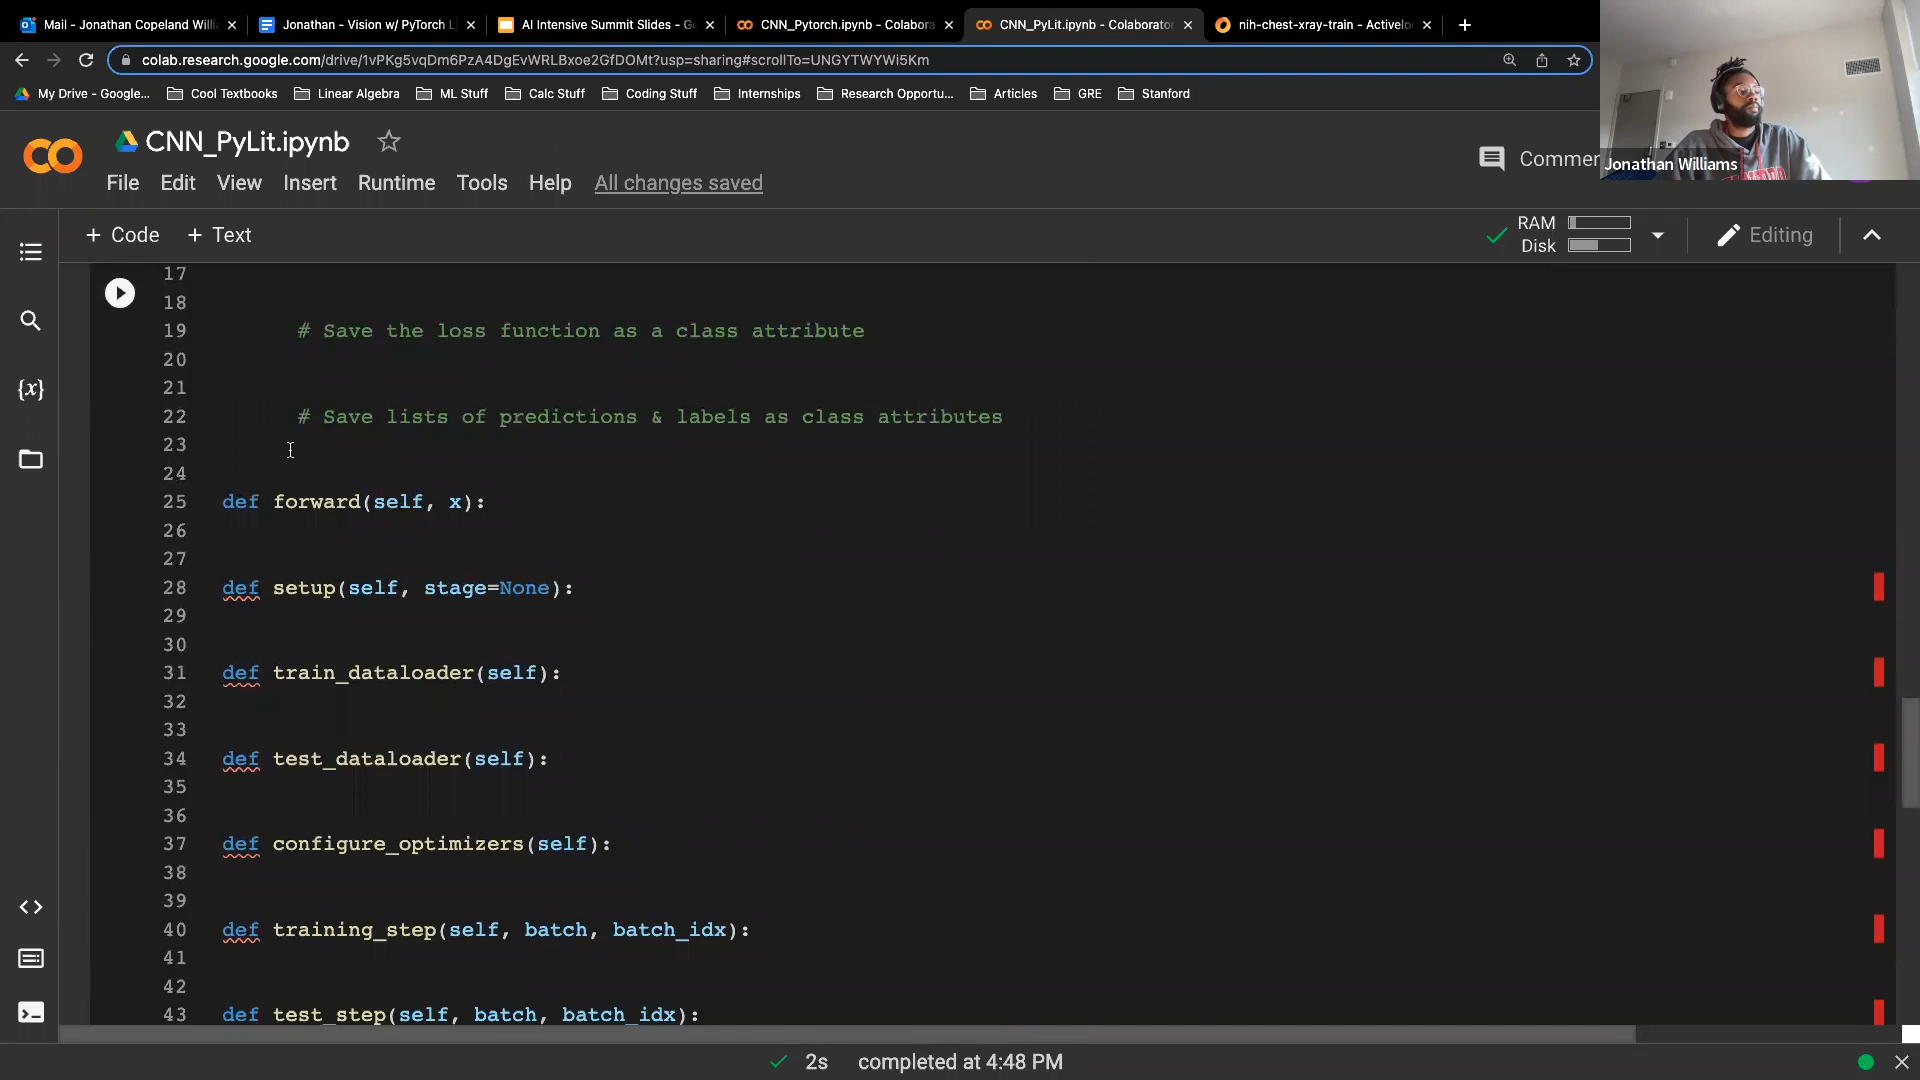 Mail - Jonathan Copeland Willi
Jonathan - Vision w/ PyTorch L
AI Intensive Summit Slides - Go
CNN_Pytorch.ipynb - Colabora
CNN_PyLit.ipynb - Colaborator
nih-chest-xray-train - Activelo
colab.research.google.com/drive/1vPKg5vqDm6PzA4DgEvWRLBxoe2GfDOMt?usp=sharing#scrollTo=UNGYTWYWi5Km
My Drive - Google...
Cool Textbooks
Linear Algebra
ML Stuff
Calc Stuff
Coding Stuff
Internships
Research Opportu...
Articles
GRE
Stanford
CNN_PyLit.ipynb
Commen
Jonathan Williams
File Edit View Insert Runtime Tools Help All changes saved
+ Code + Text
RAM
Disk
Editing
17
18
19 # Save the loss function as a class attribute
20
21
22 # Save lists of predictions & labels as class attributes
23
24
25 def forward(self, x):
26
27
28 def setup(self, stage=None):
29
30
31 def train_dataloader(self):
32
33
34 def test_dataloader(self):
35
36
37 def configure_optimizers(self):
38
39
40 def training_step(self, batch, batch_idx):
41
42
43 def test_step(self, batch, batch_idx):
2s completed at 4:48 PM